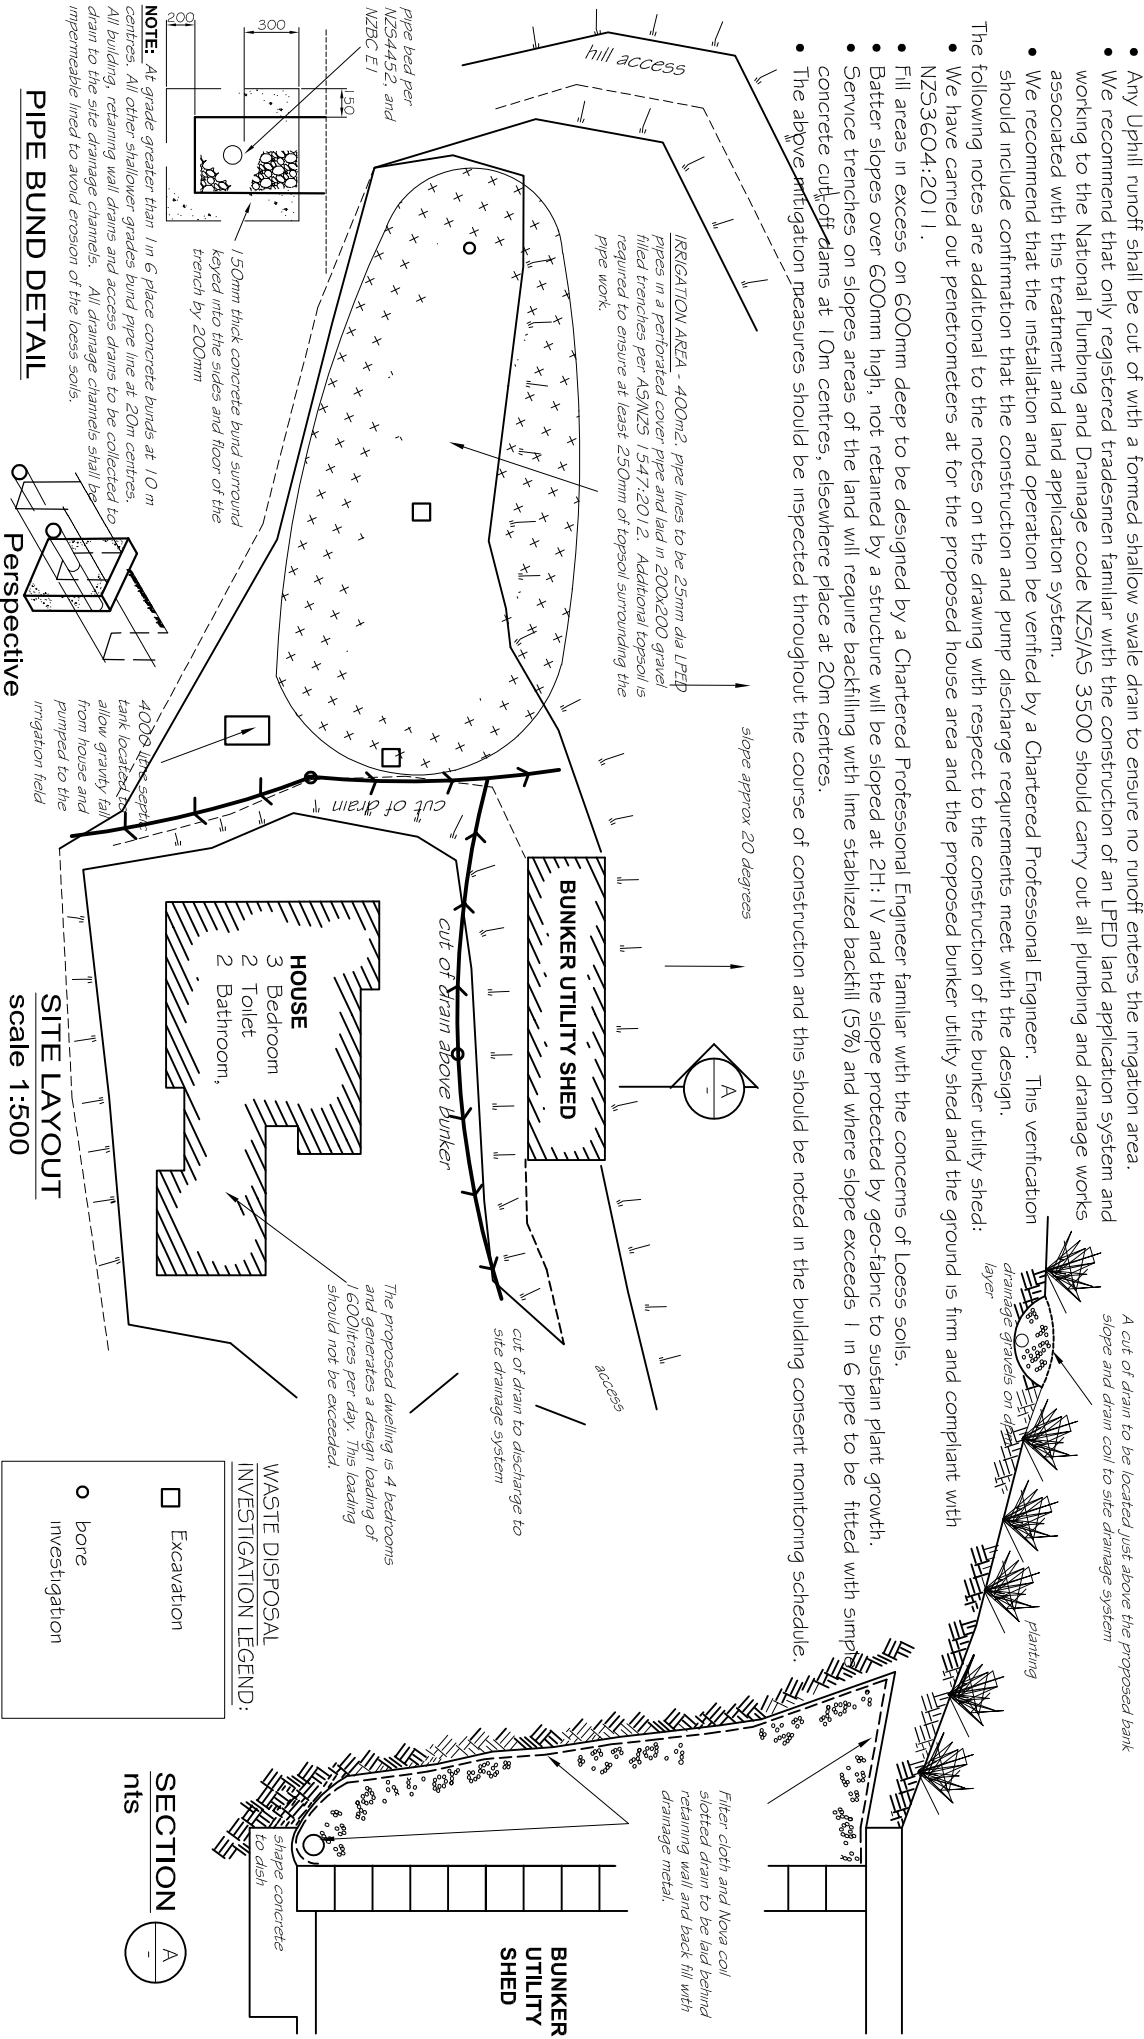 • Any Uphill runoff shall be cut of with a formed shallow swale drain to ensure no runoff enters the irrigation area.
• We recommend that only registered tradesmen familiar with the construction of an LPED land application system and
working to the National Plumbing and Drainage code NZS/AS 3500 should carry out all plumbing and drainage works
associated with this treatment and land application system.
• We recommend that the installation and operation be verified by a Chartered Professional Engineer. This verification
should include confirmation that the construction and pump discharge requirements meet with the design.
The following notes are additional to the notes on the drawing with respect to the construction of the bunker utility shed:
• We have carried out penetrometers at for the proposed house area and the proposed bunker utility shed and the ground is firm and compliant with
NZS3604:2011.
• Fill areas in excess on 600mm deep to be designed by a Chartered Professional Engineer familiar with the concerns of Loess soils.
• Batter slopes over 600mm high, not retained by a structure will be sloped at 2H:1V and the slope protected by geo-fabric to sustain plant growth.
• Service trenches on slopes areas of the land will require backfilling with lime stabilized backfill (5%) and where slope exceeds 1 in 6 pipe to be fitted with simple
concrete cut off dams at 10m centres, elsewhere place at 20m centres.
• The above mitigation measures should be inspected throughout the course of construction and this should be noted in the building consent monitoring schedule.
A cut of drain to be located just above the proposed bank
slope and drain coil to site drainage system
drainage gravels on dpm
layer
planting
hill access
slope approx 20 degrees
IRRIGATION AREA - 400m2, pipe lines to be 25mm dia LPED
pipes in a perforated cover pipe and laid in 200x200 gravel
filled trenches per AS/NZS 1547:2012. Additional topsoil is
required to ensure at least 250mm of topsoil surrounding the
pipe work.
A
-
BUNKER UTILITY SHED
access
cut of drain
cut of drain above bunker
cut of drain to discharge to
site drainage system
HOUSE
3 Bedroom
2 Toilet
2 Bathroom,
The proposed dwelling is 4 bedrooms
and generates a design loading of
1600litres per day. This loading
should not be exceeded.
4000 litre septic
tank located to
allow gravity fall
from house and
pumped to the
irrigation field
SITE LAYOUT
scale 1:500
Pipe bed per
NZS4452, and
NZBC E1
300
200
150
150mm thick concrete bund surround
keyed into the sides and floor of the
trench by 200mm
NOTE: At grade greater than 1in 6 place concrete bunds at 10 m
centres. All other shallower grades bund pipe line at 20m centres.
All building, retaining wall drains and access drains to be collected to
drain to the site drainage channels. All drainage channels shall be
impermeable lined to avoid erosion of the loess soils.
PIPE BUND DETAIL
Perspective
WASTE DISPOSAL
INVESTIGATION LEGEND:
Excavation
bore
investigation
Filter cloth and Nova coil
slotted drain to be laid behind
retaining wall and back fill with
drainage metal.
BUNKER
UTILITY
SHED
shape concrete
to dish
SECTION
nts
A
-